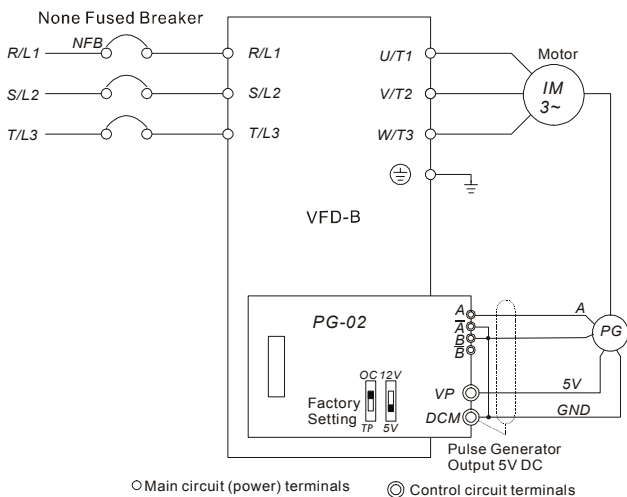 None Fused Breaker
R/L1 NFB R/L1 U/T1 Motor
S/L2 S/L2 V/T2 IM
3~
T/L3 T/L3 W/T3
VFD-B
PG-02 A A
A̅
B PG
B̅
OC 12V
VP 5V
Factory
Setting
TP 5V DCM GND
Pulse Generator
Output 5V DC
Main circuit (power) terminals Control circuit terminals